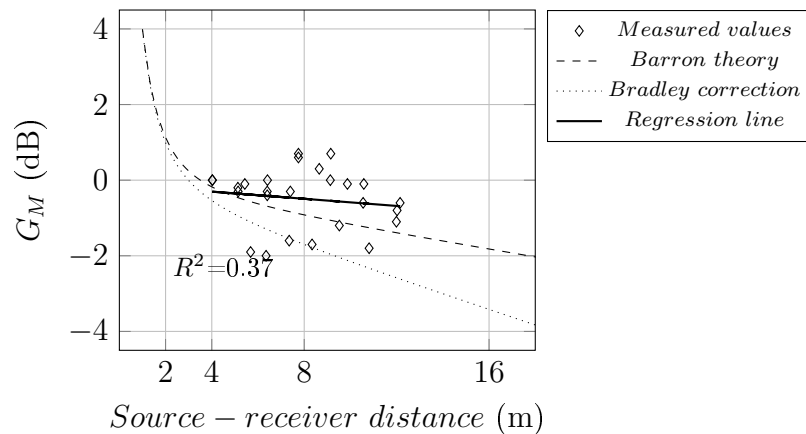 4
2
0
−2
−4
G_M (dB)
R²=0.37
2 4 8 16
Source − receiver distance (m)
Measured values
Barron theory
Bradley correction
Regression line